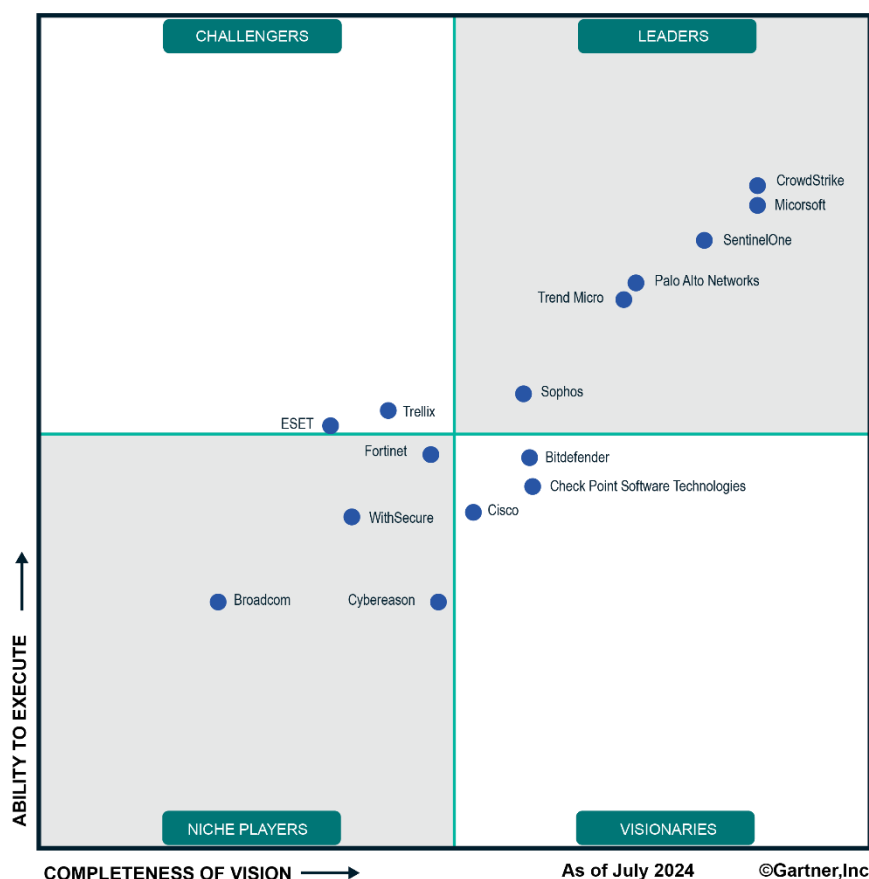 CHALLENGERS
LEADERS
CrowdStrike
Micorsoft
SentinelOne
Palo Alto Networks
Trend Micro
Sophos
Trellix
ESET
Fortinet
Bitdefender
Check Point Software Technologies
Cisco
WithSecure
Broadcom
Cybereason
ABILITY TO EXECUTE
NICHE PLAYERS
VISIONARIES
COMPLETENESS OF VISION
As of July 2024
©Gartner,Inc